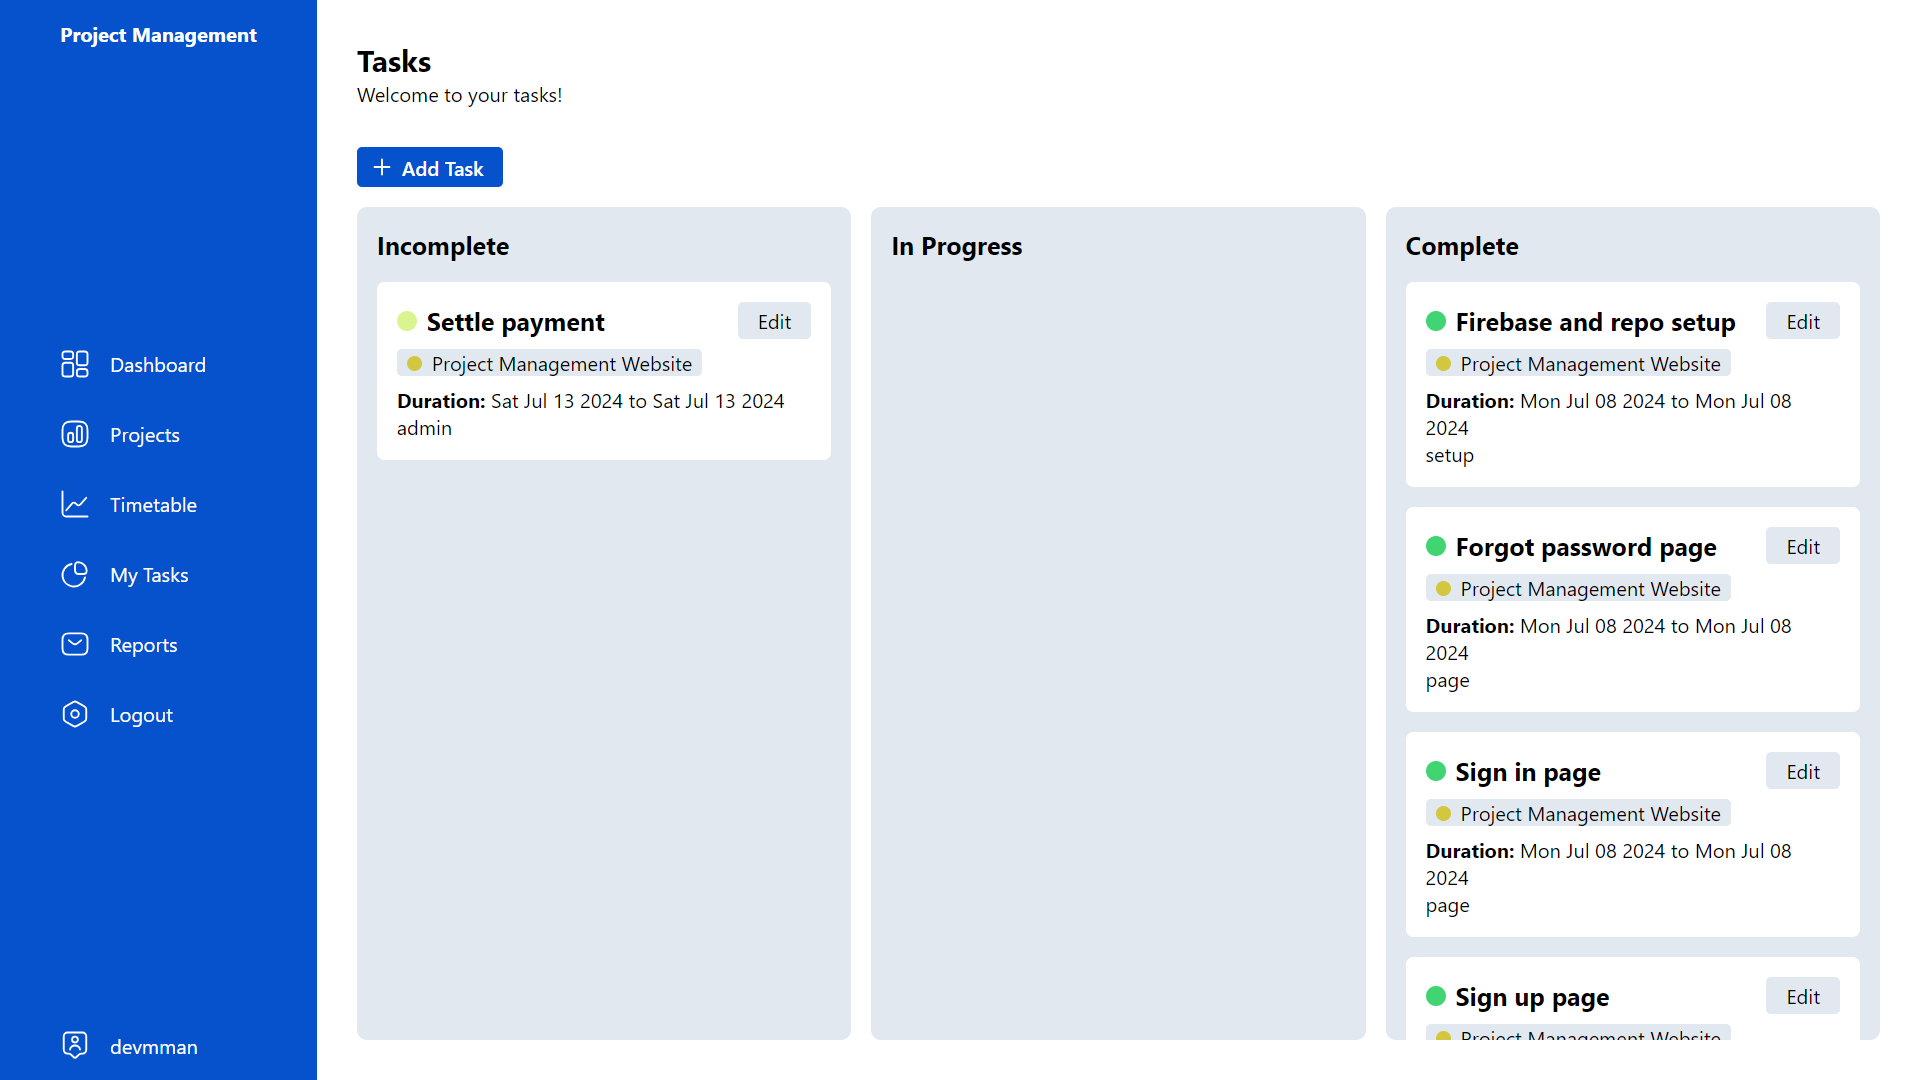 Project Management
Dashboard
Projects
Timetable
My Tasks
Reports
Logout
devmman
Tasks
Welcome to your tasks!
Add Task
Incomplete
Settle payment
Edit
Project Management Website
Duration: Sat Jul 13 2024 to Sat Jul 13 2024
admin
In Progress
Complete
Firebase and repo setup
Edit
Project Management Website
Duration: Mon Jul 08 2024 to Mon Jul 08
2024
setup
Forgot password page
Edit
Project Management Website
Duration: Mon Jul 08 2024 to Mon Jul 08
2024
page
Sign in page
Edit
Project Management Website
Duration: Mon Jul 08 2024 to Mon Jul 08
2024
page
Sign up page
Edit
Project Management Website